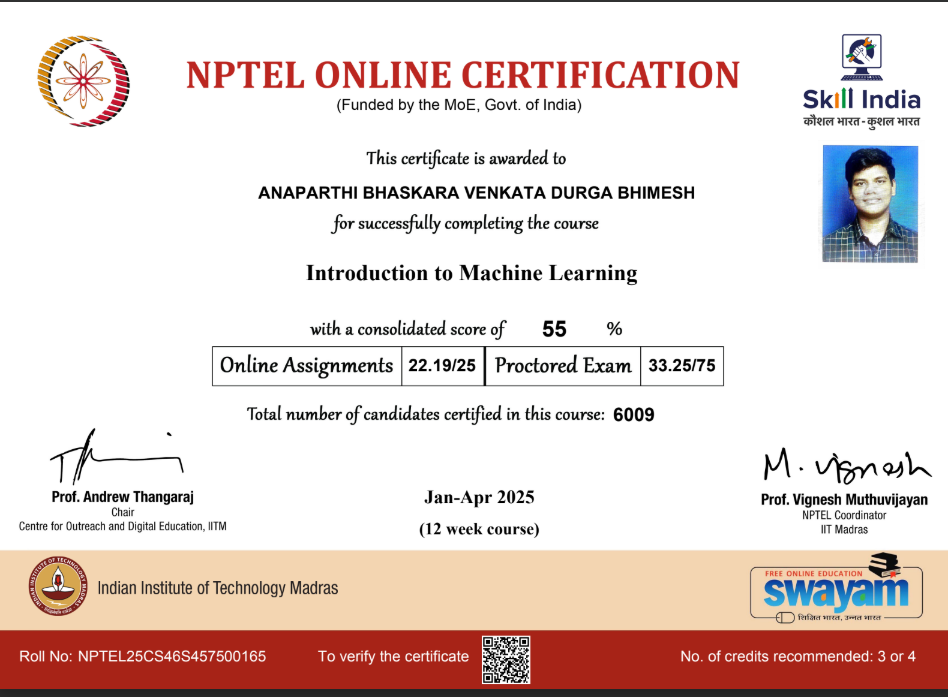 NPTEL ONLINE CERTIFICATION
(Funded by the MoE, Govt. of India)
Skill India
कौशल भारत - कुशल भारत
This certificate is awarded to
ANAPARTHI BHASKARA VENKATA DURGA BHIMESH
for successfully completing the course
Introduction to Machine Learning
with a consolidated score of 55 %
Online Assignments 22.19/25 Proctored Exam 33.25/75
Total number of candidates certified in this course: 6009
M. Vignesh
Prof. Andrew Thangaraj
Chair
Centre for Outreach and Digital Education, IITM
Jan-Apr 2025
(12 week course)
Prof. Vignesh Muthuvijayan
NPTEL Coordinator
IIT Madras
Indian Institute of Technology Madras
FREE ONLINE EDUCATION
swayam
शिक्षित भारत, उन्नत भारत
Roll No: NPTEL25CS46S457500165
To verify the certificate
No. of credits recommended: 3 or 4